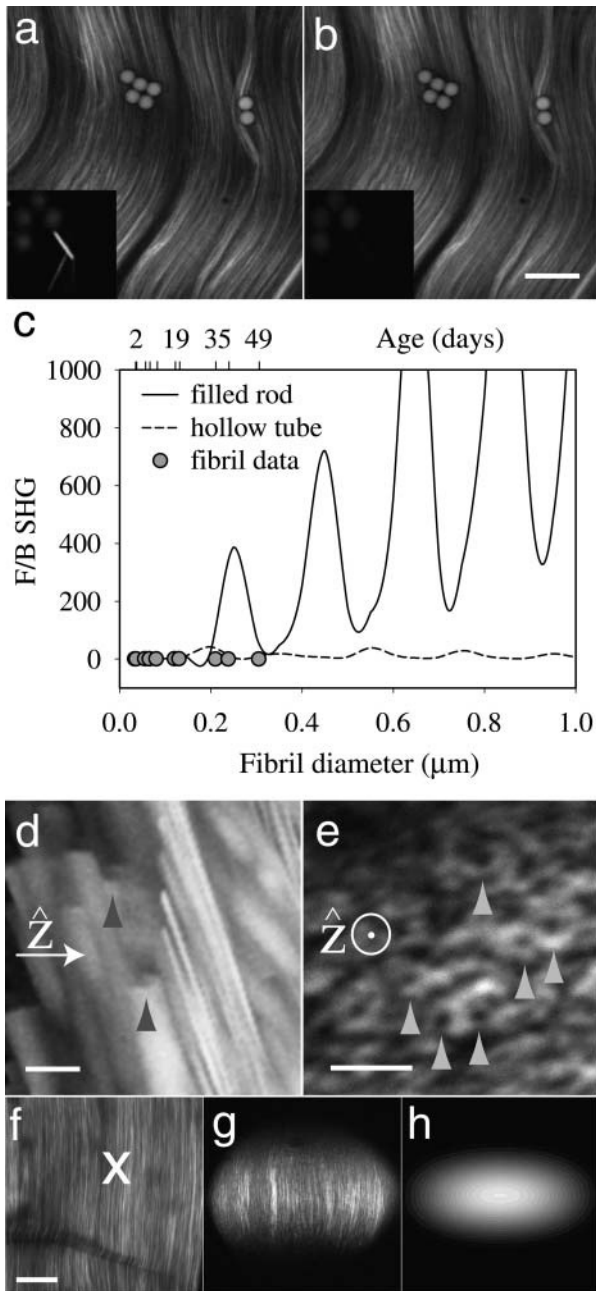 a
b
c
2 19 35 49 Age (days)
1000
800
600
400
200
0
F/B SHG
filled rod
hollow tube
fibril data
0.0 0.2 0.4 0.6 0.8 1.0
Fibril diameter (μm)
d
ẑ
e
ẑ
f
X
g
h